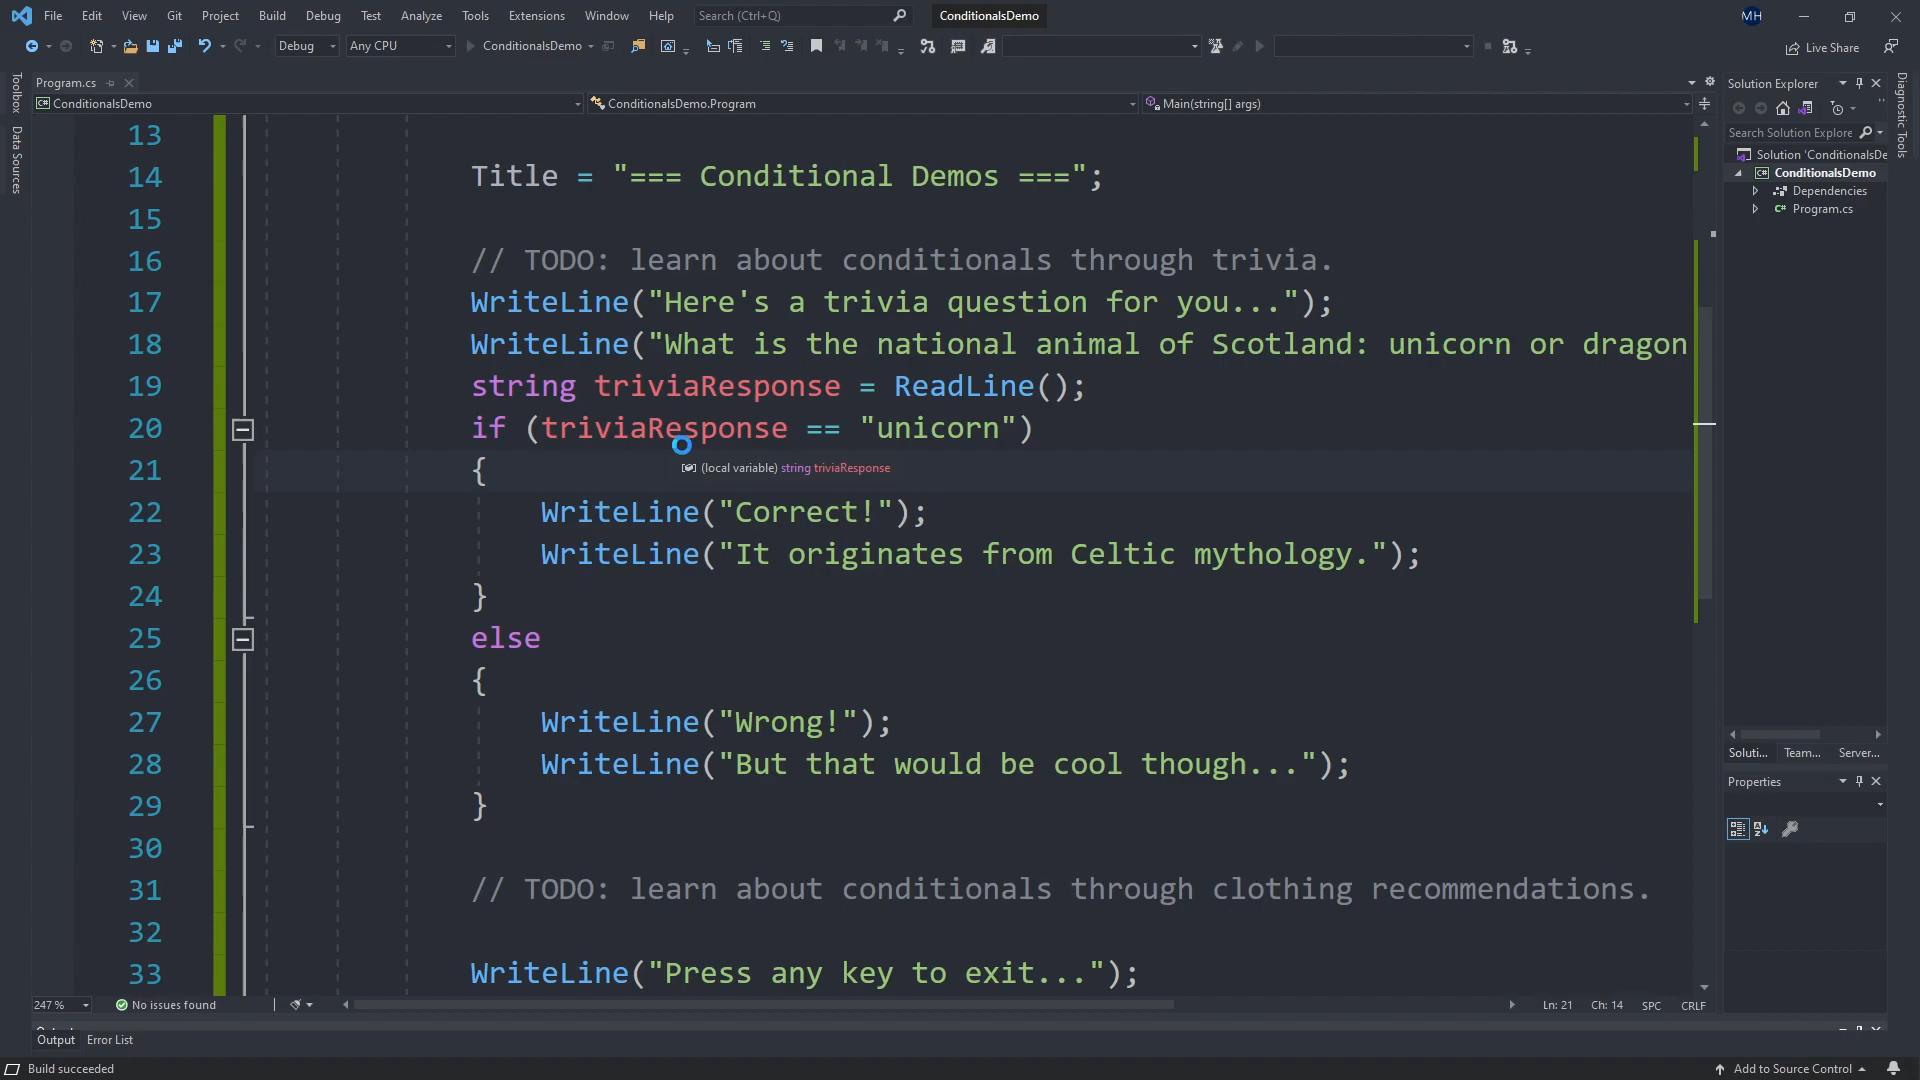 File Edit View Git Project Build Debug Test Analyze Tools Extensions Window Help Search (Ctrl+Q) ConditionalsDemo MH
Debug Any CPU ConditionalsDemo Live Share
Program.cs
Solution Explorer
ConditionalsDemo ConditionalsDemo.Program Main(string[] args)
Toolbox
Data Sources
Diagnostic Tools
Search Solution Explore
Solution 'ConditionalsDe
ConditionalsDemo
Dependencies
Program.cs
13
14 Title = "=== Conditional Demos ===";
15
16 // TODO: learn about conditionals through trivia.
17 WriteLine("Here's a trivia question for you...");
18 WriteLine("What is the national animal of Scotland: unicorn or dragon
19 string triviaResponse = ReadLine();
20 if (triviaResponse == "unicorn")
21 {
(local variable) string triviaResponse
22 WriteLine("Correct!");
23 WriteLine("It originates from Celtic mythology.");
24 }
25 else
26 {
27 WriteLine("Wrong!");
28 WriteLine("But that would be cool though...");
29 }
30
31 // TODO: learn about conditionals through clothing recommendations.
32
33 WriteLine("Press any key to exit...");
Soluti... Team... Server...
Properties
247 % No issues found Ln: 21 Ch: 14 SPC CRLF
Output Error List
Build succeeded Add to Source Control